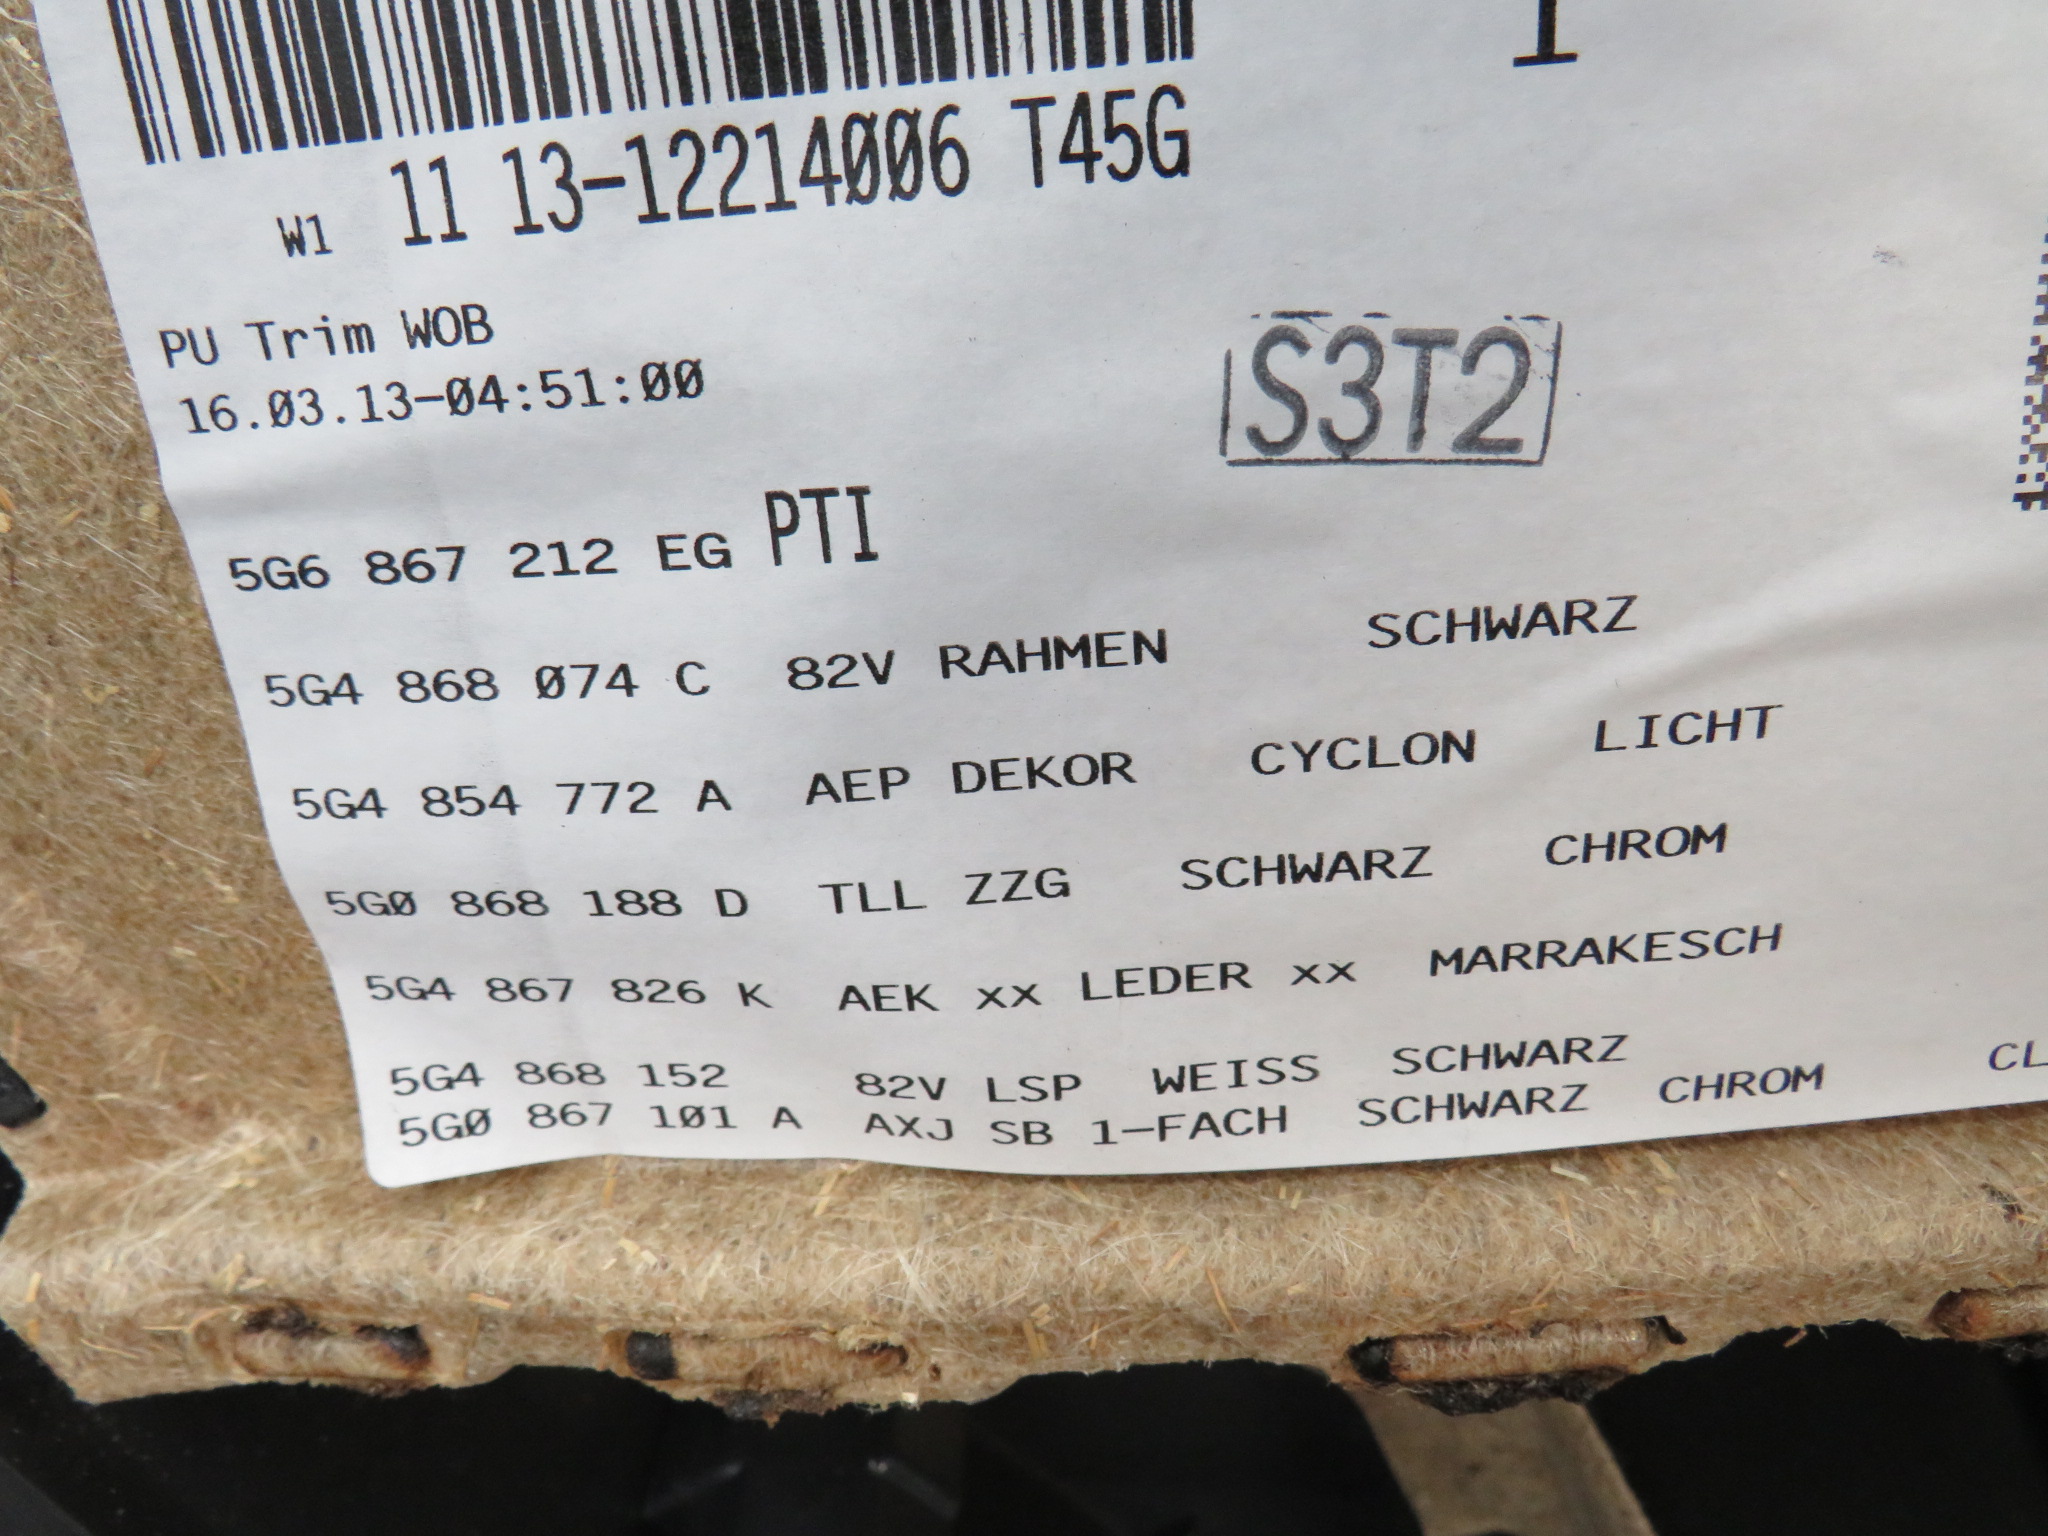 1
W1 11 13-12214006 T45G
PU Trim WOB
16.03.13-04:51:00
S3T2
5G6 867 212 EG PTI
5G4 868 074 C 82V RAHMEN SCHWARZ
5G4 854 772 A AEP DEKOR CYCLON LICHT
5G0 868 188 D TLL ZZG SCHWARZ CHROM
5G4 867 826 K AEK xx LEDER xx MARRAKESCH
5G4 868 152 82V LSP WEISS SCHWARZ
5G0 867 101 A AXJ SB 1-FACH SCHWARZ CHROM CL